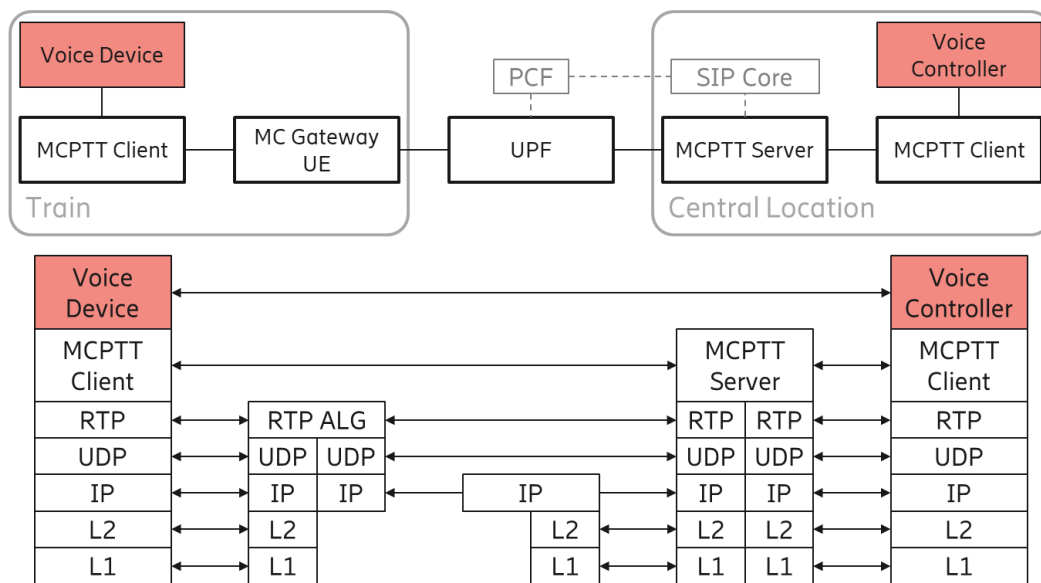 Voice Device
Voice
Controller
PCF
SIP Core
MCPTT Client
MC Gateway
UE
UPF
MCPTT Server
MCPTT Client
Train
Central Location
Voice
Device
Voice
Controller
MCPTT
Client
MCPTT
Server
MCPTT
Client
RTP
RTP ALG
RTP
RTP
RTP
UDP
UDP
UDP
UDP
UDP
UDP
IP
IP
IP
IP
IP
IP
IP
L2
L2
L2
L2
L2
L2
L1
L1
L1
L1
L1
L1